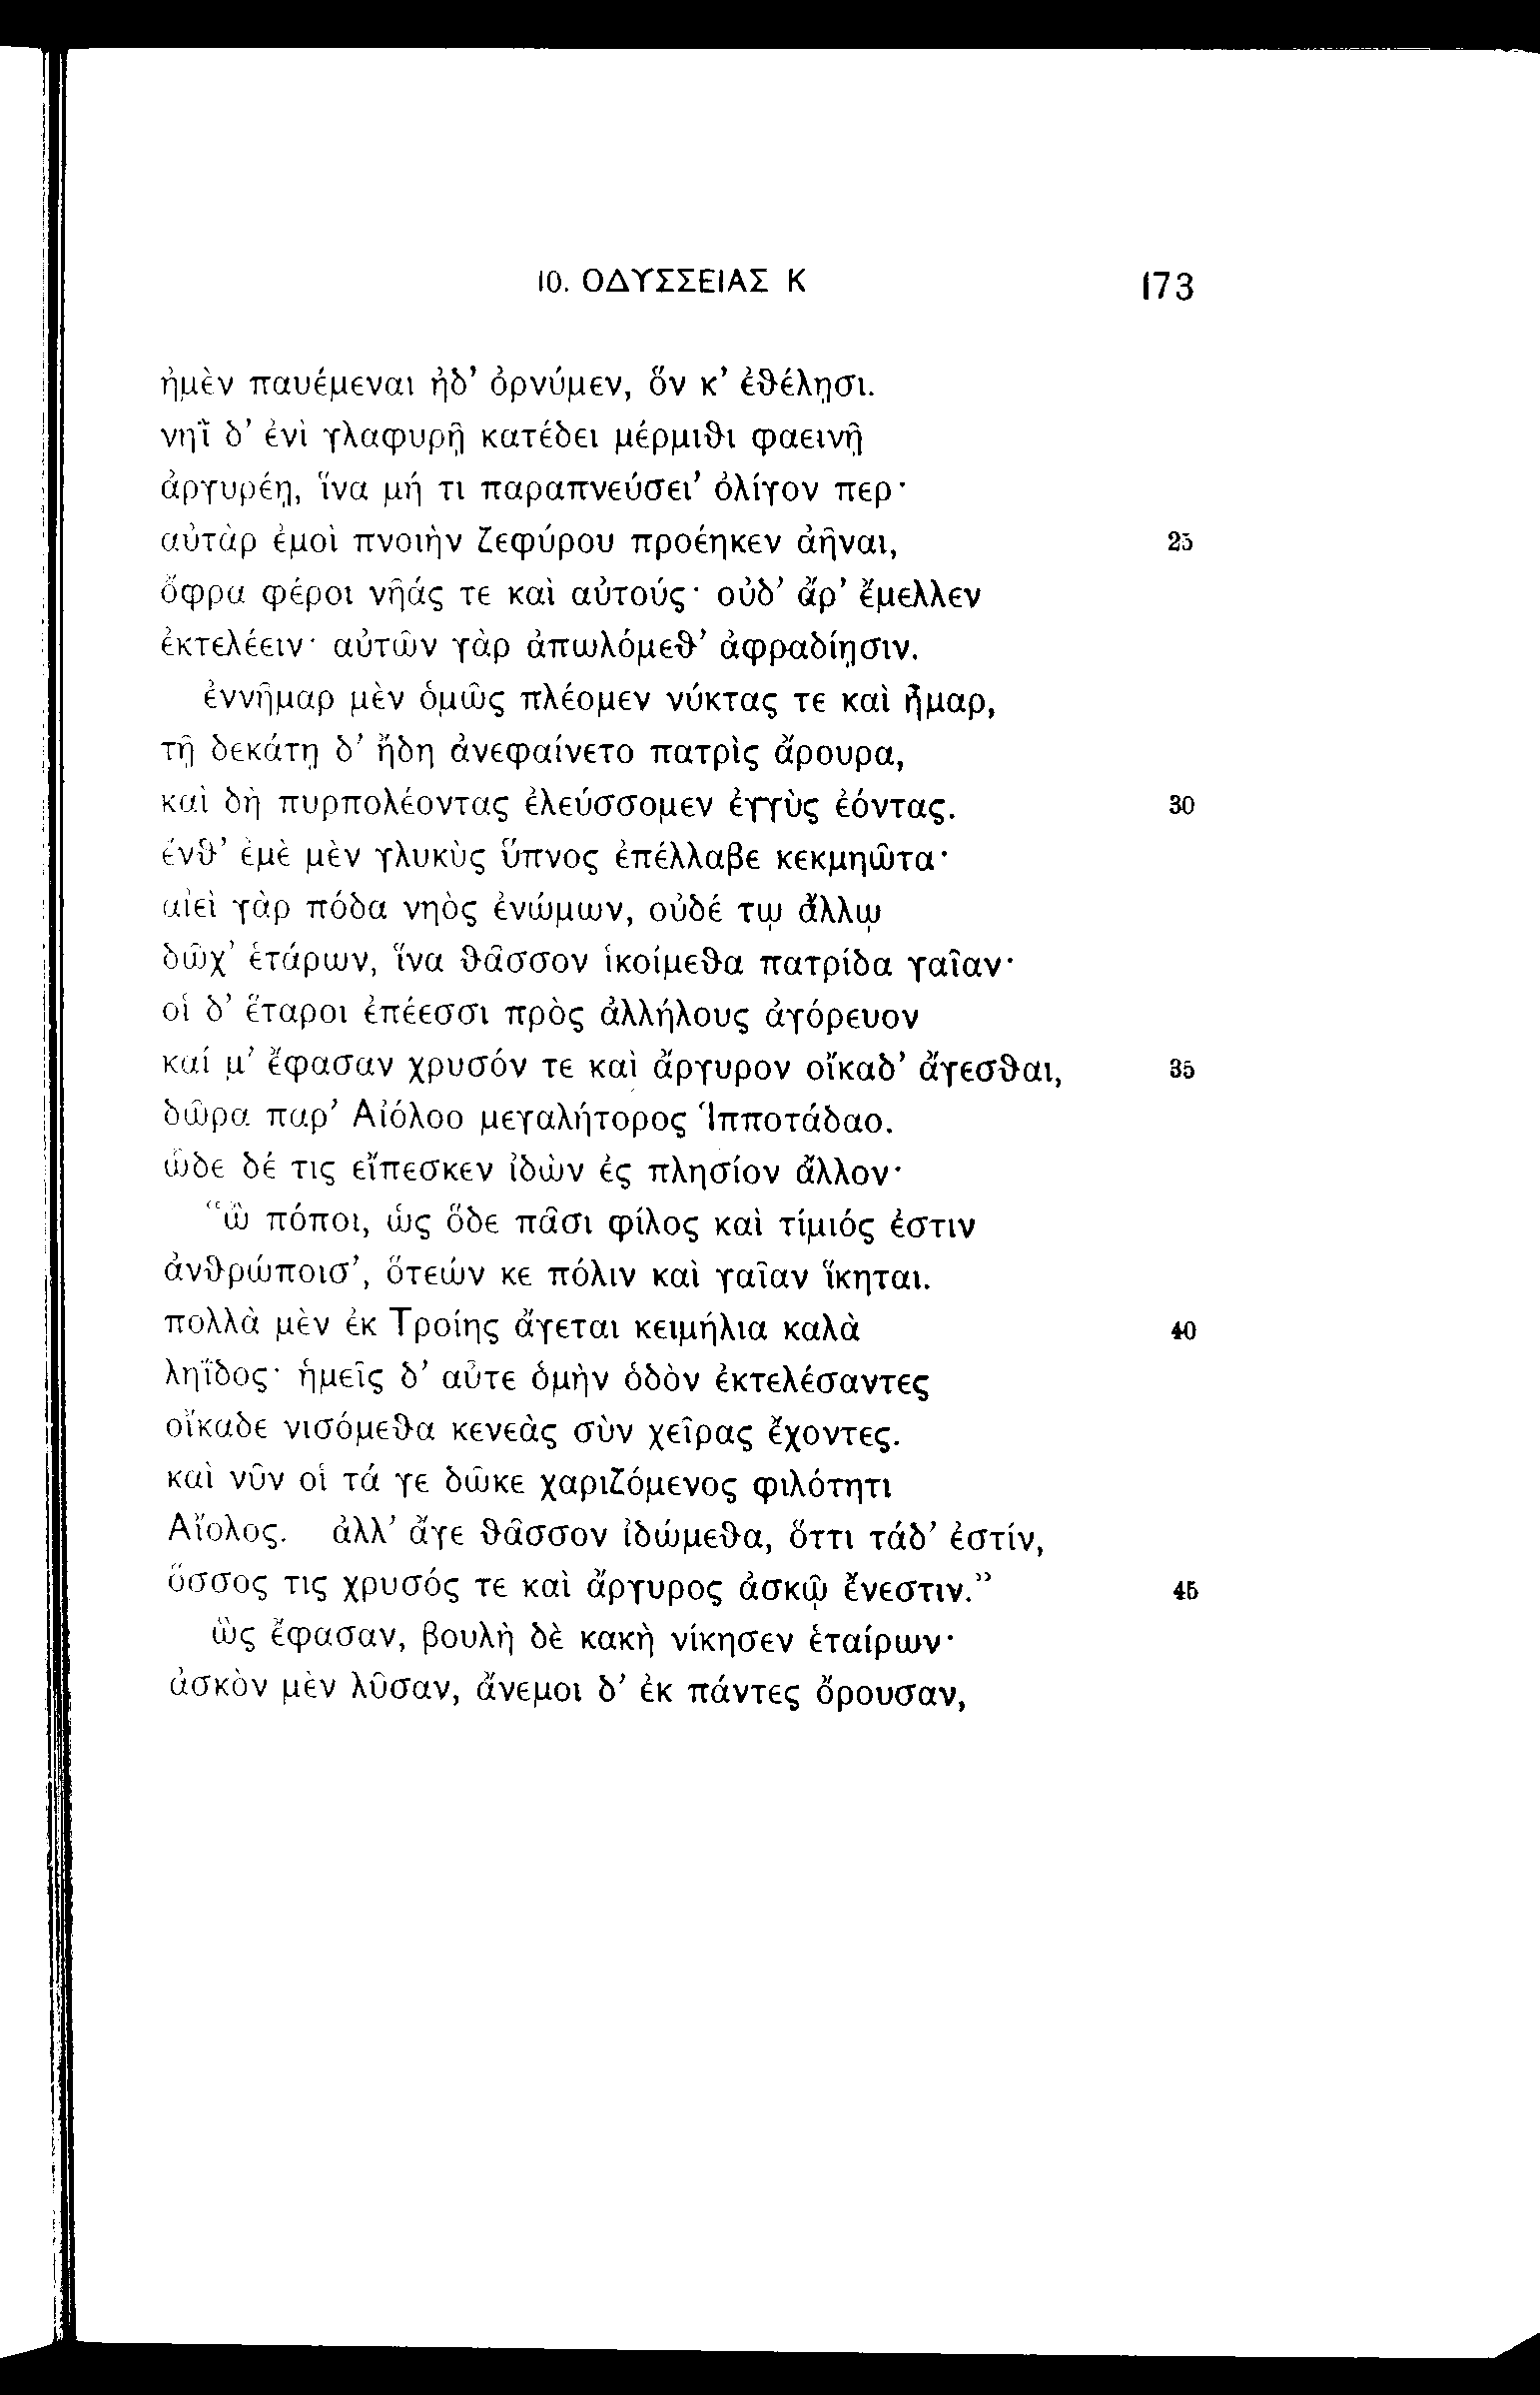 10. ΟΔΥΣΣΕΙΑΣ Κ 173
ἠμὲν παυέμεναι ἠδ’ ὀρνύμεν, ὅν κ’ ἐθέλῃσι.
νηῒ δ’ ἐνὶ γλαφυρῇ κατέδει μέρμιθι φαεινῇ
ἀργυρέῃ, ἵνα μή τι παραπνεύσει’ ὀλίγον περ·
αὐτὰρ ἐμοὶ πνοιὴν Ζεφύρου προέηκεν ἀῆναι, 25
ὄφρα φέροι νῆάς τε καὶ αὐτούς· οὐδ’ ἄρ’ ἔμελλεν
ἐκτελέειν· αὐτῶν γὰρ ἀπωλόμεθ’ ἀφραδίῃσιν.
ἐννῆμαρ μὲν ὁμῶς πλέομεν νύκτας τε καὶ ἦμαρ,
τῇ δεκάτῃ δ’ ἤδη ἀνεφαίνετο πατρὶς ἄρουρα,
καὶ δὴ πυρπολέοντας ἐλεύσσομεν ἐγγὺς ἐόντας. 30
ἔνθ’ ἐμὲ μὲν γλυκὺς ὕπνος ἐπέλλαβε κεκμηῶτα·
αἰεὶ γὰρ πόδα νηὸς ἐνώμων, οὐδέ τῳ ἄλλῳ
δῶχ’ ἑτάρων, ἵνα θᾶσσον ἱκοίμεθα πατρίδα γαῖαν·
οἱ δ’ ἕταροι ἐπέεσσι πρὸς ἀλλήλους ἀγόρευον
καί μ’ ἔφασαν χρυσόν τε καὶ ἄργυρον οἴκαδ’ ἄγεσθαι, 35
δῶρα παρ’ Αἰόλοο μεγαλήτορος Ἱπποτάδαο.
ὧδε δέ τις εἴπεσκεν ἰδὼν ἐς πλησίον ἄλλον·
“ὢ πόποι, ὡς ὅδε πᾶσι φίλος καὶ τίμιός ἐστιν
ἀνθρώποισ’, ὅτεών κε πόλιν καὶ γαῖαν ἵκηται.
πολλὰ μὲν ἐκ Τροίης ἄγεται κειμήλια καλὰ 40
ληΐδος· ἡμεῖς δ’ αὖτε ὁμὴν ὁδὸν ἐκτελέσαντες
οἴκαδε νισόμεθα κενεὰς σὺν χεῖρας ἔχοντες.
καὶ νῦν οἱ τά γε δῶκε χαριζόμενος φιλότητι
Αἴολος. ἀλλ’ ἄγε θᾶσσον ἰδώμεθα, ὅττι τάδ’ ἐστίν,
ὅσσος τις χρυσός τε καὶ ἄργυρος ἀσκῷ ἔνεστιν.” 45
ὣς ἔφασαν, βουλὴ δὲ κακὴ νίκησεν ἑταίρων·
ἀσκὸν μὲν λῦσαν, ἄνεμοι δ’ ἐκ πάντες ὄρουσαν,